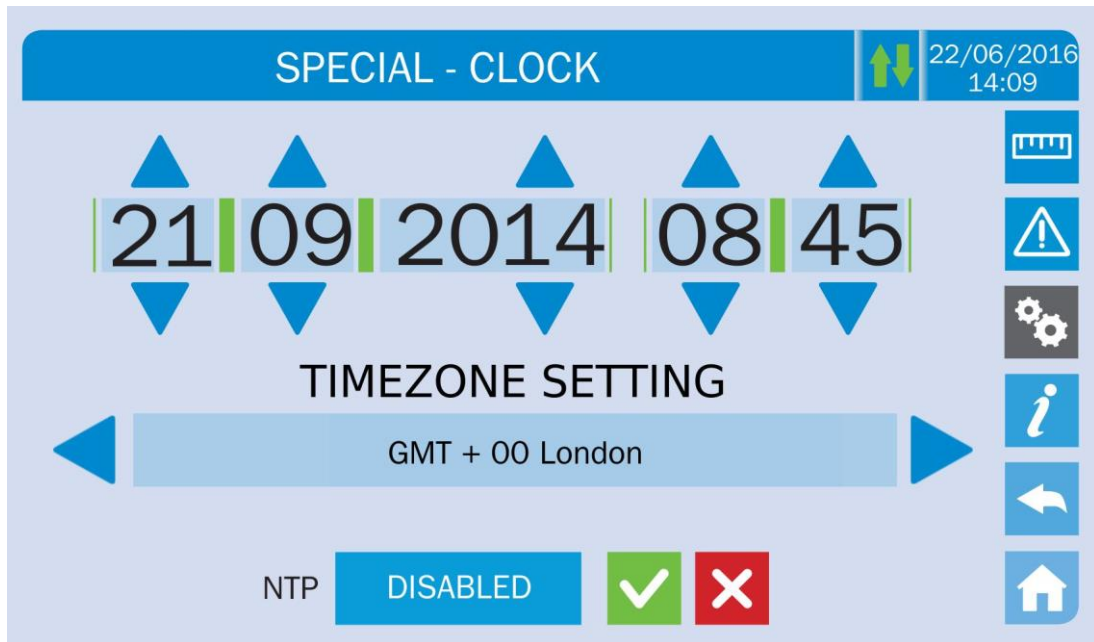 SPECIAL - CLOCK
22/06/2016
14:09
21 09 2014 08 45
TIMEZONE SETTING
GMT + 00 London
NTP DISABLED
i